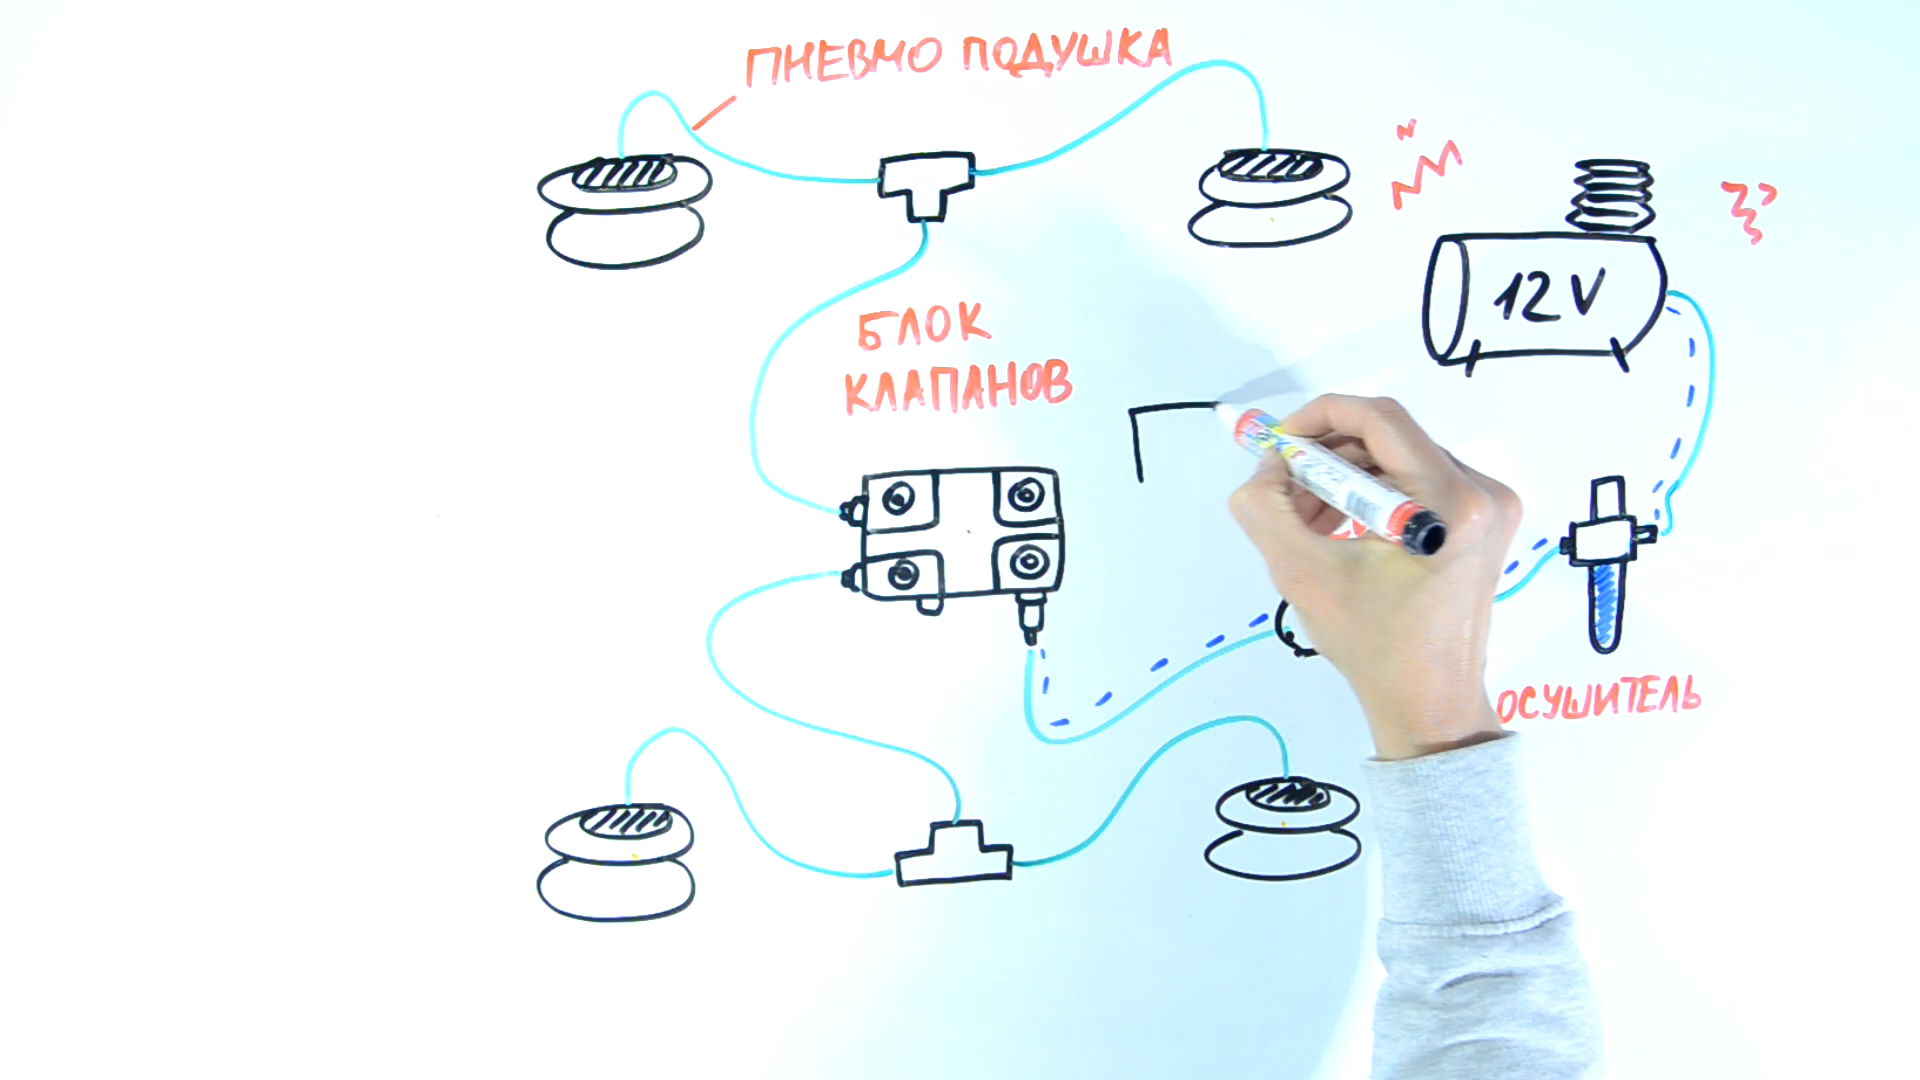 ПНЕВМО ПОДУШКА
12 V
БЛОК
КЛАПАНОВ
ОСУШИТЕЛЬ